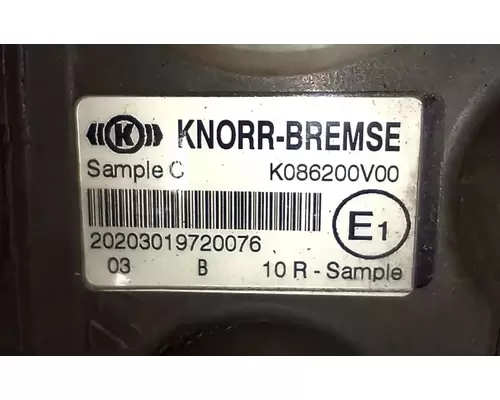 K KNORR-BREMSE
Sample C K086200V00
E1
20203019720076
03 B 10 R - Sample